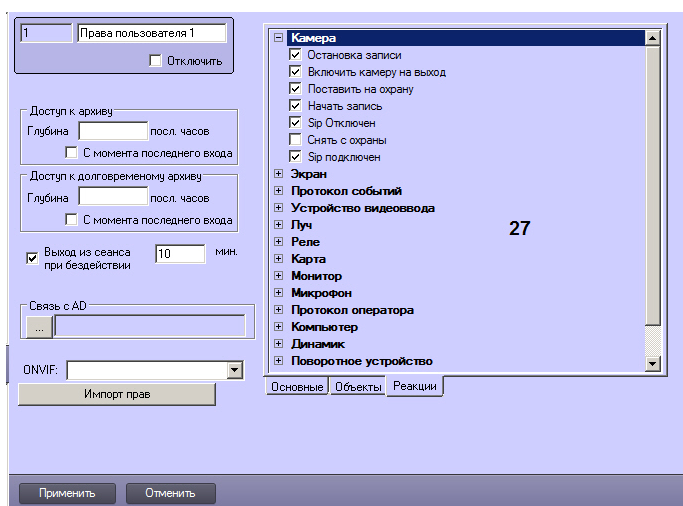 1 Права пользователя 1
Отключить
Доступ к архиву
Глубина посл. часов
С момента последнего входа
Доступ к долговременому архиву
Глубина посл. часов
С момента последнего входа
Выход из сеанса при бездействии 10 мин.
Связь с AD
...
ONVIF:
Импорт прав
Камера
Остановка записи
Включить камеру на выход
Поставить на охрану
Начать запись
Sip Отключен
Снять с охраны
Sip подключен
Экран
Протокол событий
Устройство видеоввода
Луч
27
Реле
Карта
Монитор
Микрофон
Протокол оператора
Компьютер
Динамик
Поворотное устройство
Основные Объекты Реакции
Применить Отменить